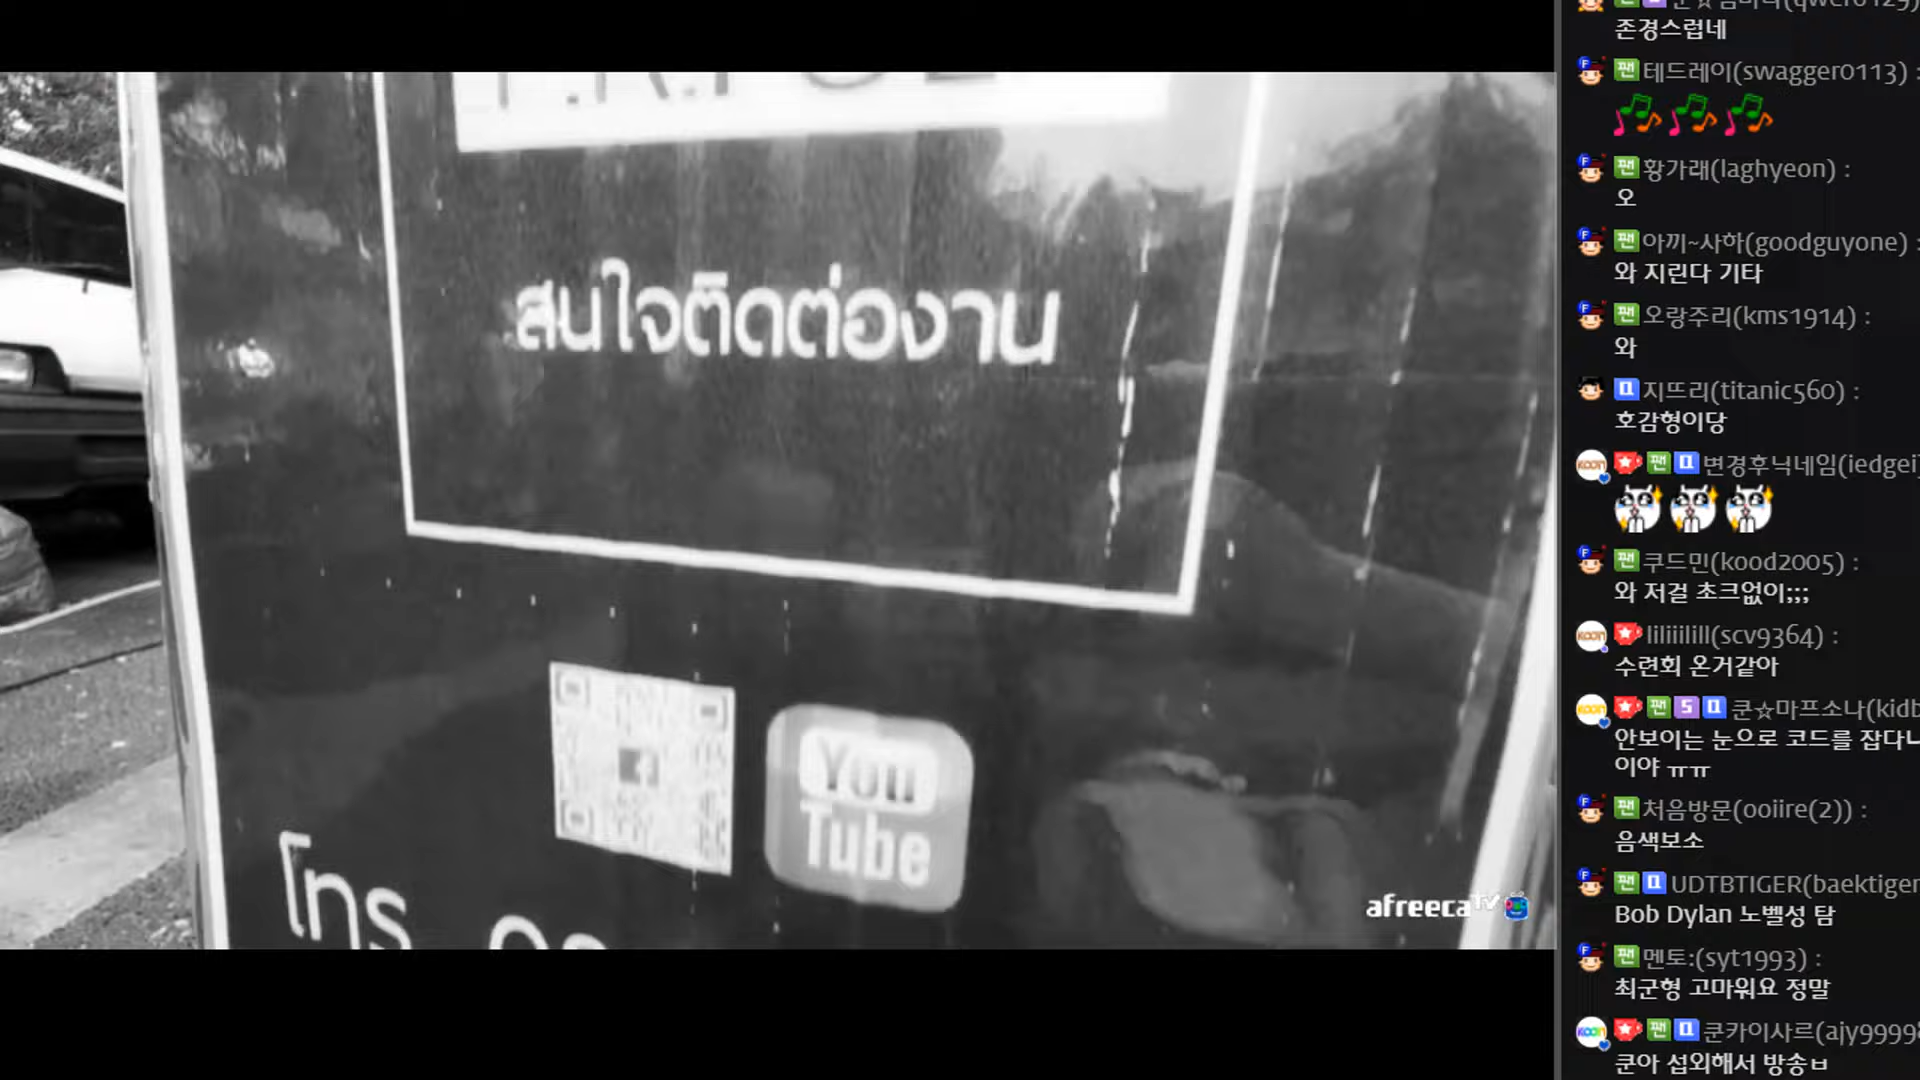 สนใจติดต่องาน
You
Tube
โทร
afreecaTV
존경스럽네
테드레이(swagger0113) :
황가래(laghyeon) :
오
아끼~사하(goodguyone) :
와 지린다 기타
오랑주리(kms1914) :
와
지뜨리(titanic560) :
호감형이당
변경후닉네임(iedgei
쿠드민(kood2005) :
와 저걸 초크없이;;;
liliiilill(scv9364) :
수련회 온거같아
쿤☆마프소나(kidb
안보이는 눈으로 코드를 잡다니
이야 ㅠㅠ
처음방문(ooiire(2)) :
음색보소
UDTBTIGER(baektiger
Bob Dylan 노벨성 탐
멘토:(syt1993) :
최군형 고마워요 정말
쿤카이사르(ajy9999
쿤아 섭외해서 방송ㅂ